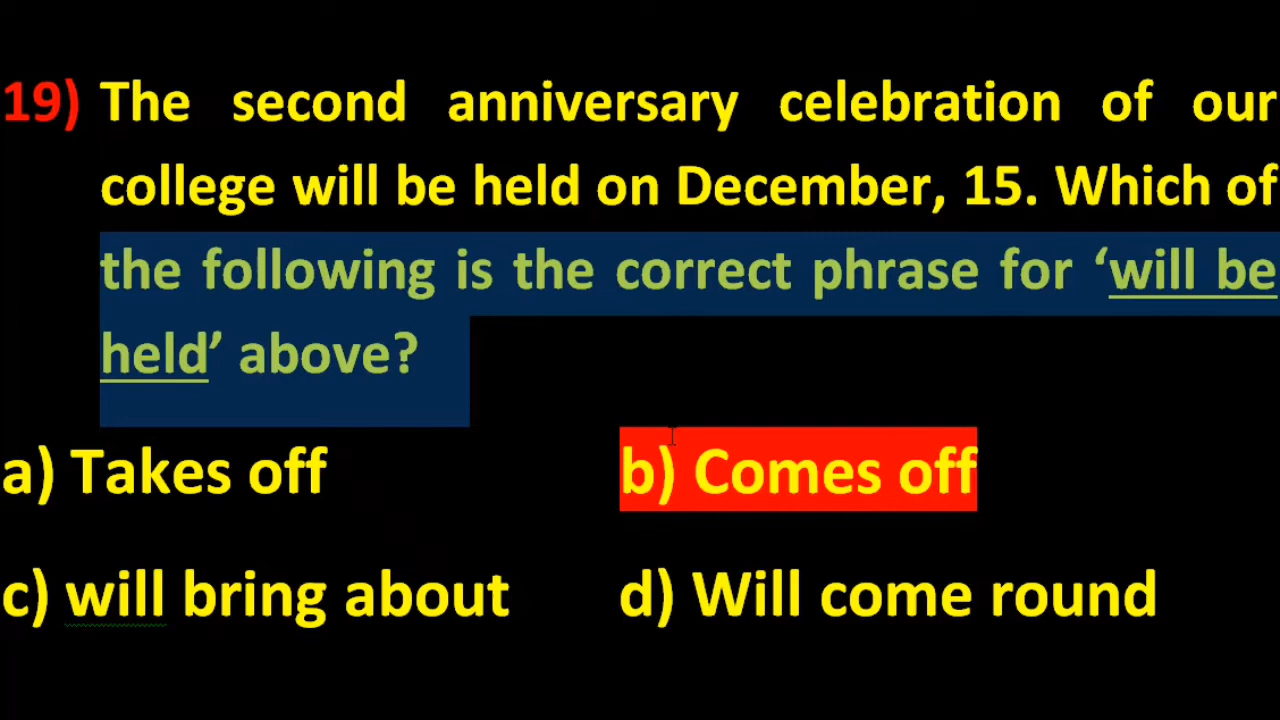 19) The second anniversary celebration of our
college will be held on December, 15. Which of
the following is the correct phrase for ‘will be
held’ above?
a) Takes off b) Comes off
c) will bring about d) Will come round